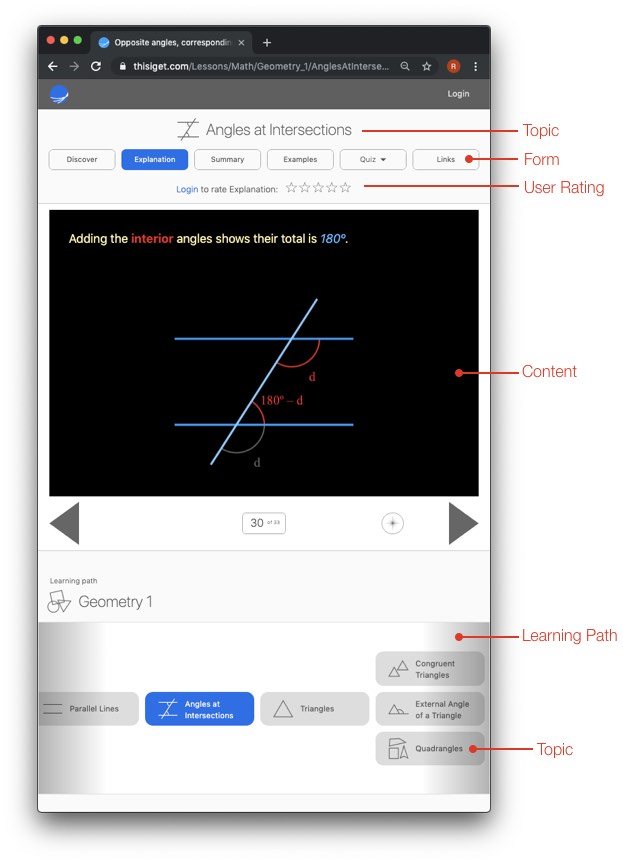 Opposite angles, correspondin
thisiget.com/Lessons/Math/Geometry_1/AnglesAtInterse...
R
Login
Angles at Intersections
Topic
Discover
Explanation
Summary
Examples
Quiz
Links
Form
Login to rate Explanation:
User Rating
Adding the interior angles shows their total is 180º.
d
Content
180º – d
d
30 of 33
Learning path
Geometry 1
Learning Path
Congruent
Triangles
Parallel Lines
Angles at
Intersections
Triangles
External Angle
of a Triangle
Quadrangles
Topic